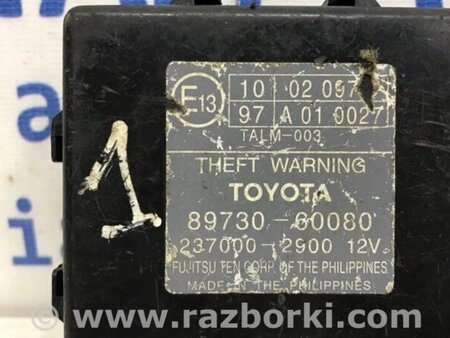 1
E13
10 02 097
97 A 01 0027
TALM-003
THEFT WARNING
TOYOTA
89730-60080
237000-2900 12V
FUJITSU TEN CORP. OF THE PHILIPPINES
MADE IN THE PHILIPPINES
www.razborki.com